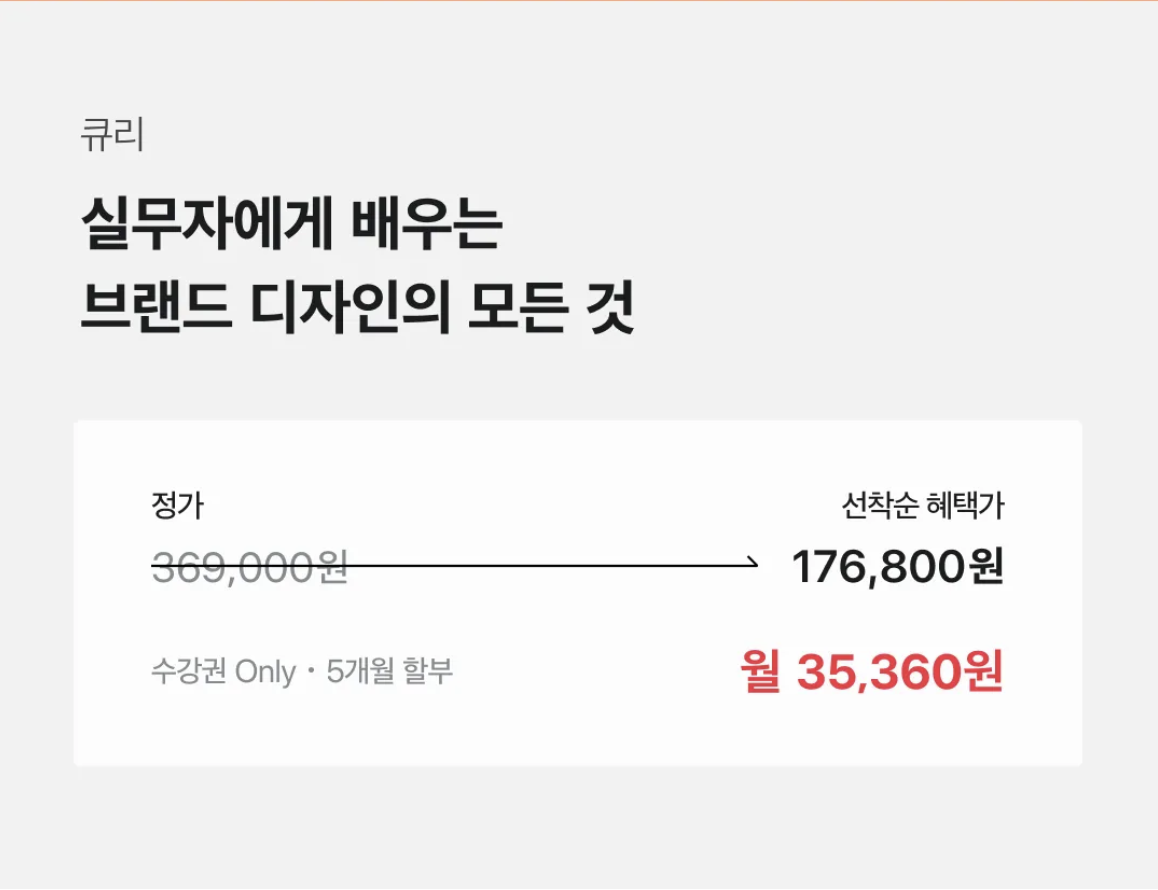 큐리
실무자에게 배우는
브랜드 디자인의 모든 것
정가
선착순 혜택가
369,000원
176,800원
수강권 Only · 5개월 할부
월 35,360원